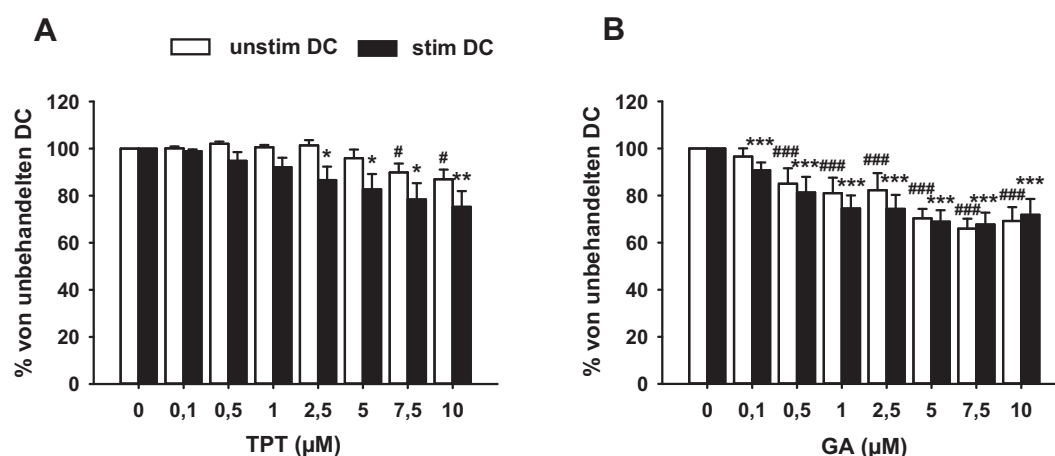 A
unstim DC stim DC
% von unbehandelten DC
120
100
80
60
40
20
0
# #
* * * **
0 0,1 0,5 1 2,5 5 7,5 10
TPT (µM)
B
% von unbehandelten DC
120
100
80
60
40
20
0
### ### ### ### ### ###
*** *** *** *** *** *** ***
0 0,1 0,5 1 2,5 5 7,5 10
GA (µM)